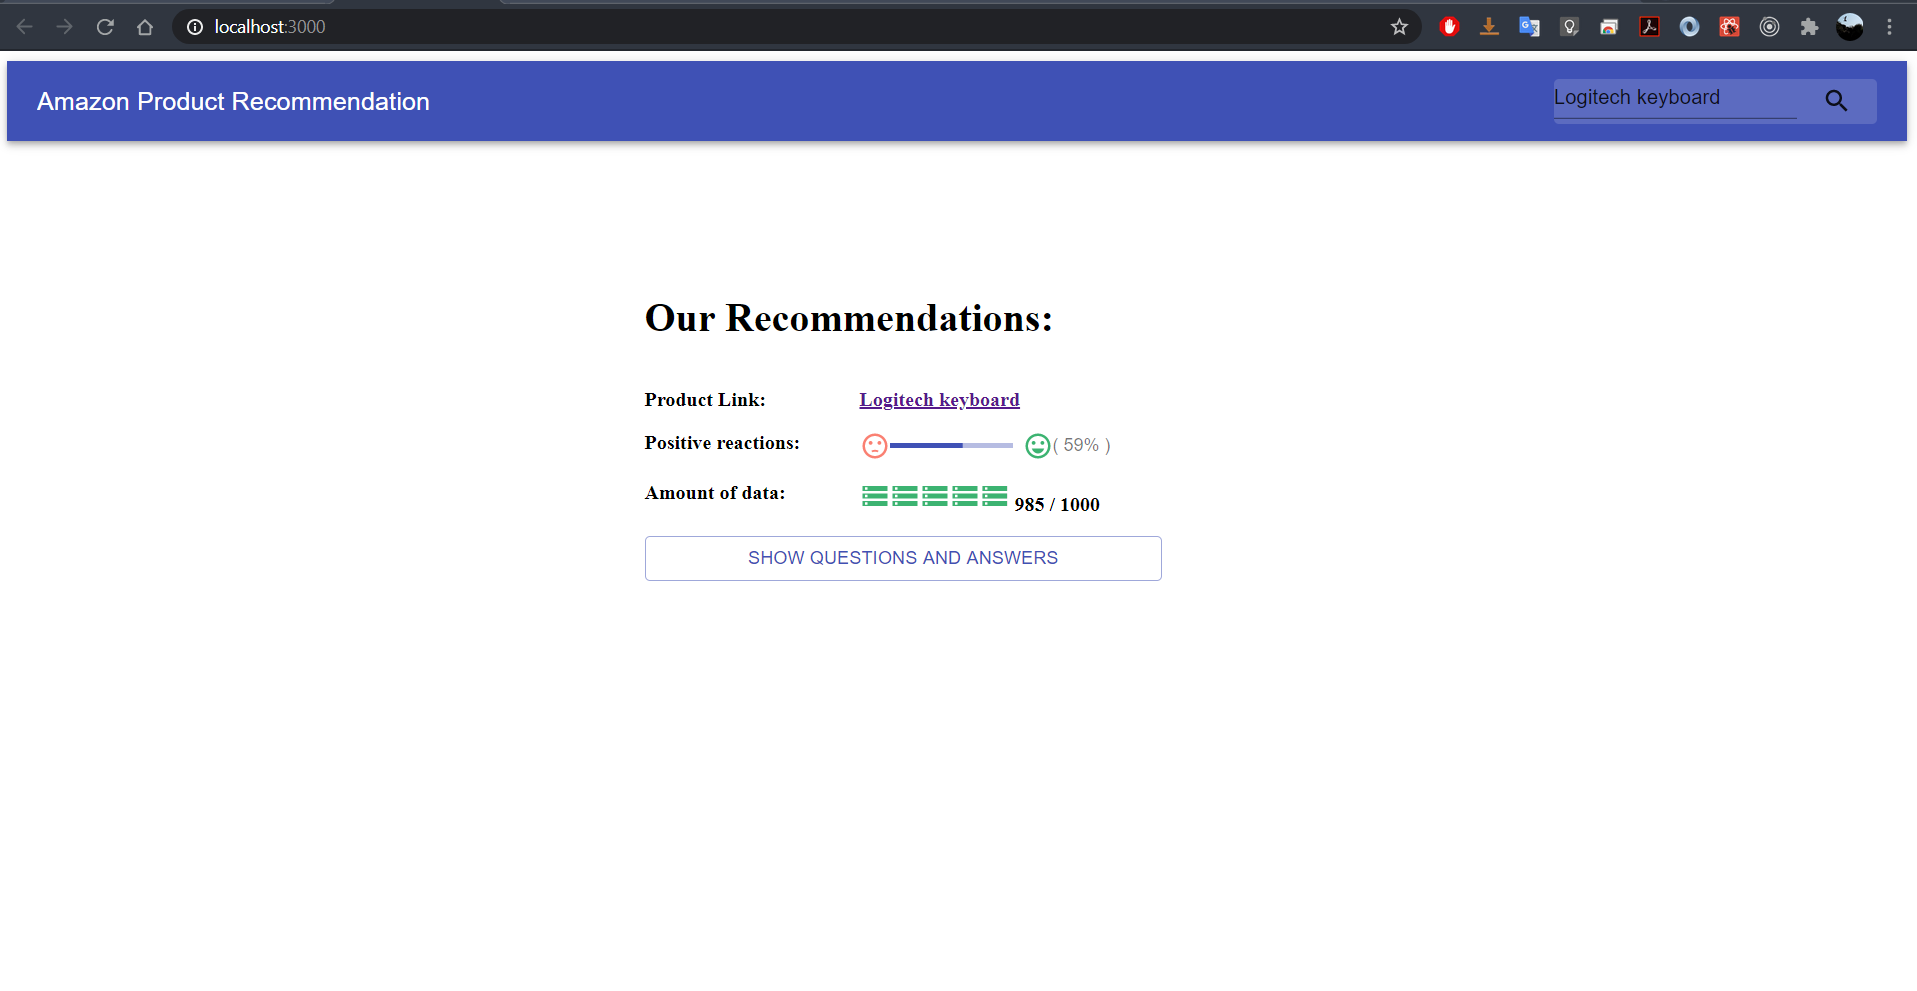 localhost:3000
Amazon Product Recommendation
Logitech keyboard
Our Recommendations:
Product Link: Logitech keyboard
Positive reactions: ( 59% )
Amount of data: 985 / 1000
SHOW QUESTIONS AND ANSWERS